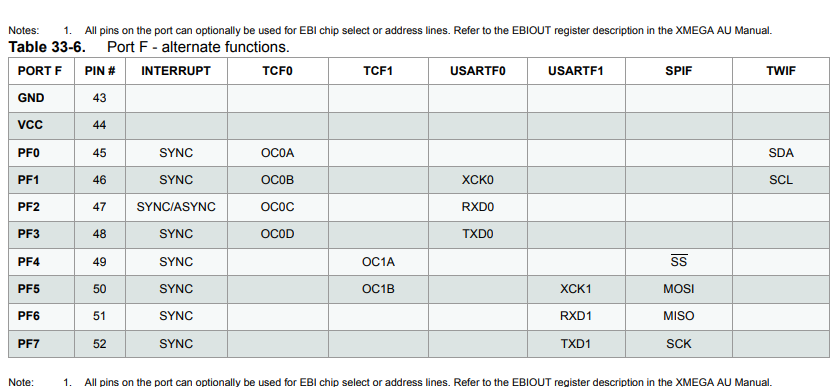 Notes: 1. All pins on the port can optionally be used for EBI chip select or address lines. Refer to the EBIOUT register description in the XMEGA AU Manual.
Table 33-6. Port F - alternate functions.
PORT F PIN # INTERRUPT TCF0 TCF1 USARTF0 USARTF1 SPIF TWIF
GND 43
VCC 44
PF0 45 SYNC OC0A SDA
PF1 46 SYNC OC0B XCK0 SCL
PF2 47 SYNC/ASYNC OC0C RXD0
PF3 48 SYNC OC0D TXD0
PF4 49 SYNC OC1A S̅S̅
PF5 50 SYNC OC1B XCK1 MOSI
PF6 51 SYNC RXD1 MISO
PF7 52 SYNC TXD1 SCK
Note: 1. All pins on the port can optionally be used for EBI chip select or address lines. Refer to the EBIOUT register description in the XMEGA AU Manual.